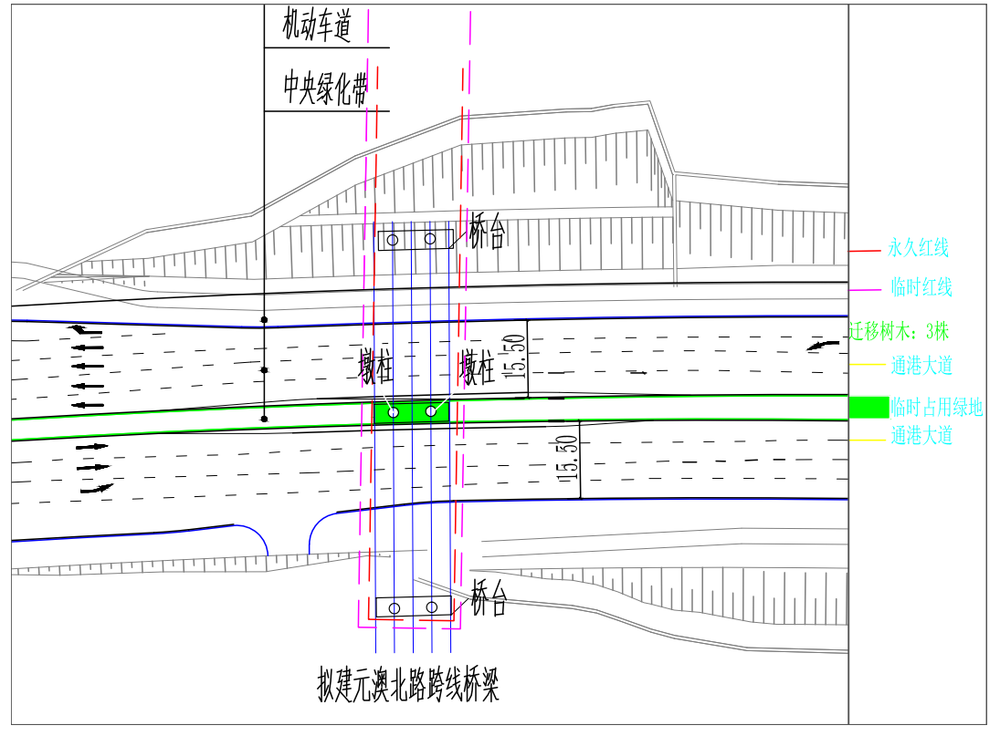 机动车道
中央绿化带
桥台
永久红线
临时红线
迁移树木：3株
15.50
墩柱
墩柱
通港大道
临时占用绿地
通港大道
15.50
桥台
拟建元澳北路跨线桥梁